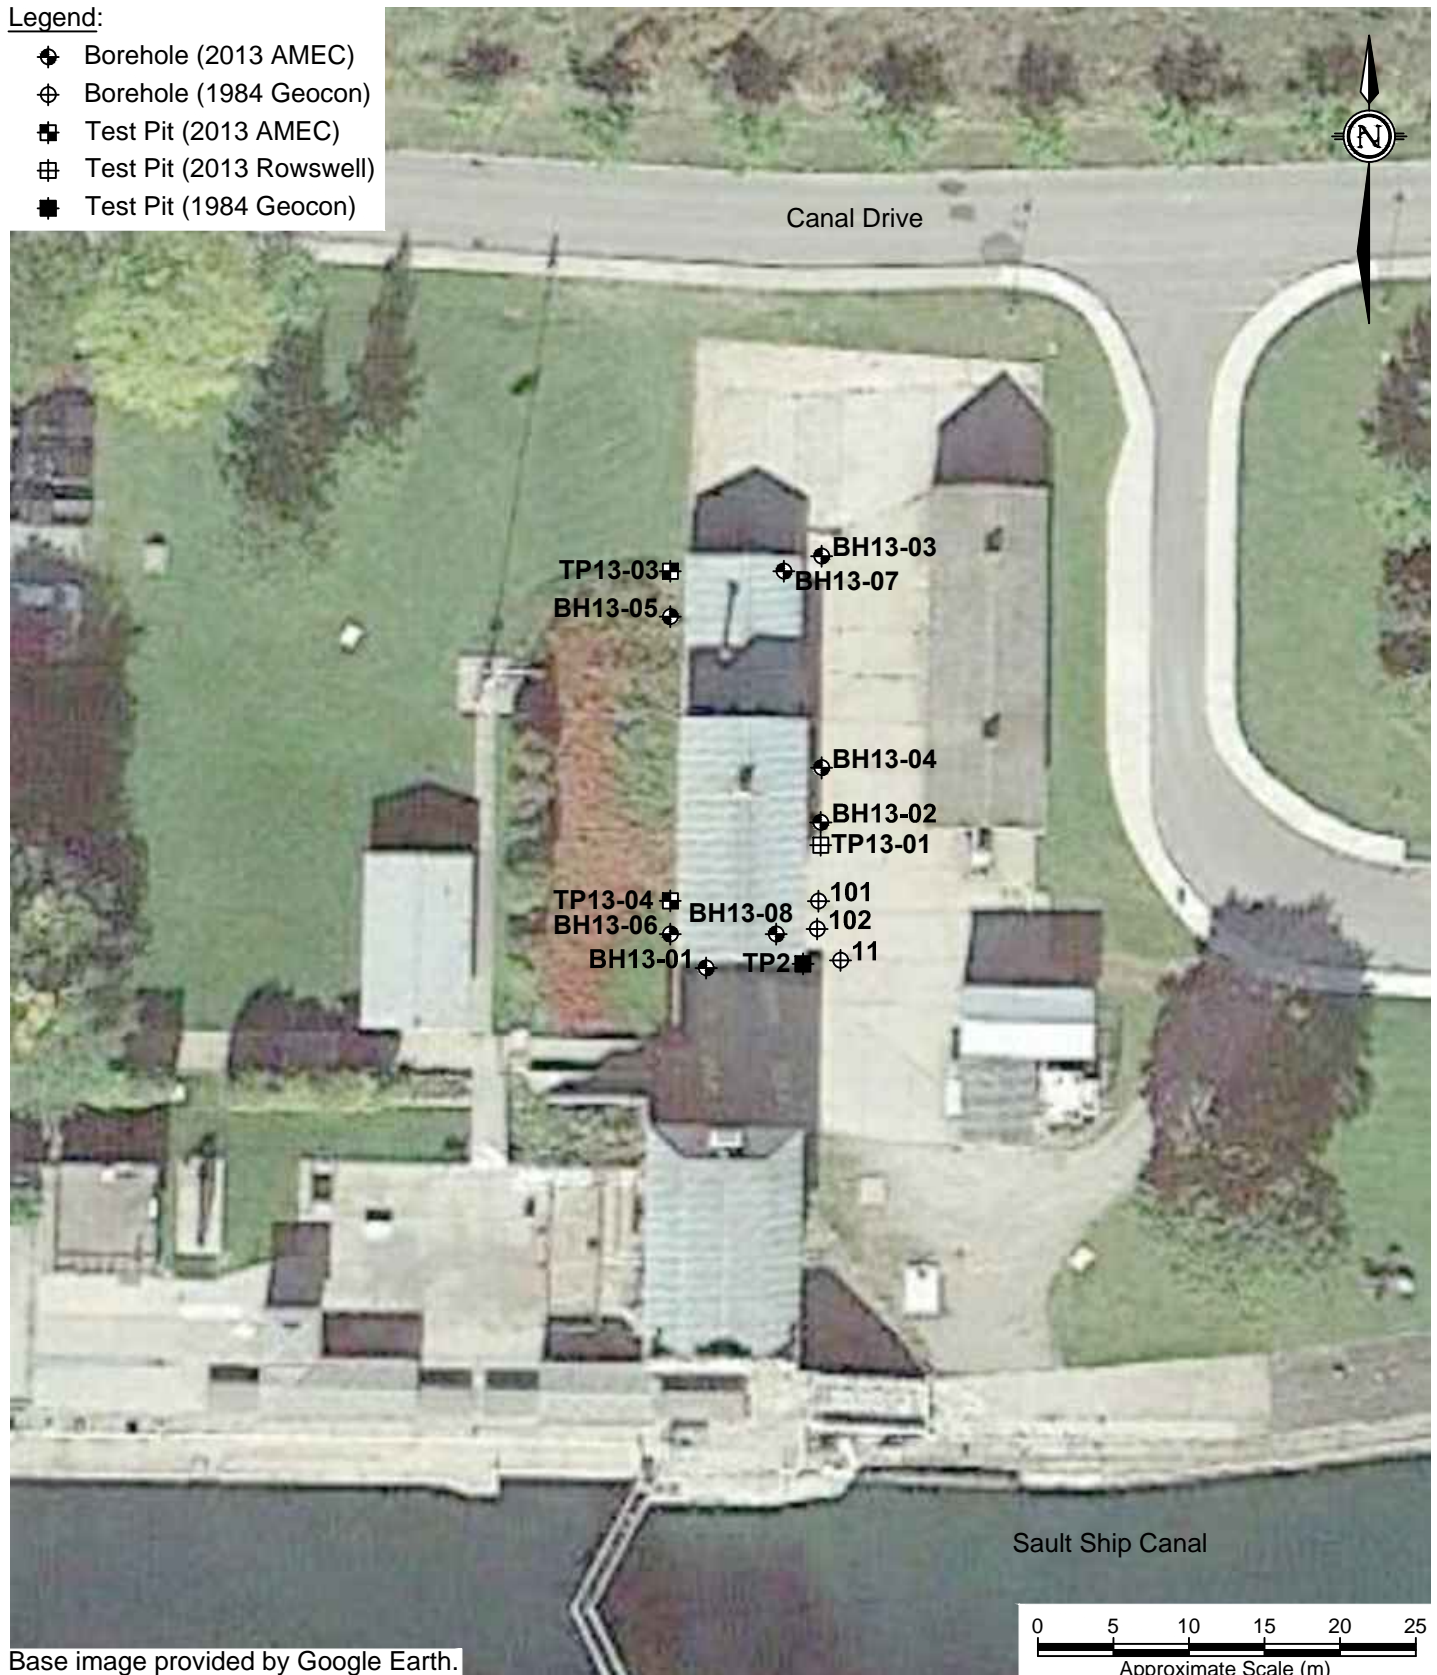 Legend:
Borehole (2013 AMEC)
Borehole (1984 Geocon)
Test Pit (2013 AMEC)
Test Pit (2013 Rowswell)
Test Pit (1984 Geocon)
N
Canal Drive
BH13-03
TP13-03
BH13-07
BH13-05
BH13-04
BH13-02
TP13-01
TP13-04
101
BH13-06
BH13-08
102
BH13-01
TP2
11
Sault Ship Canal
0 5 10 15 20 25
Approximate Scale (m)
Base image provided by Google Earth.